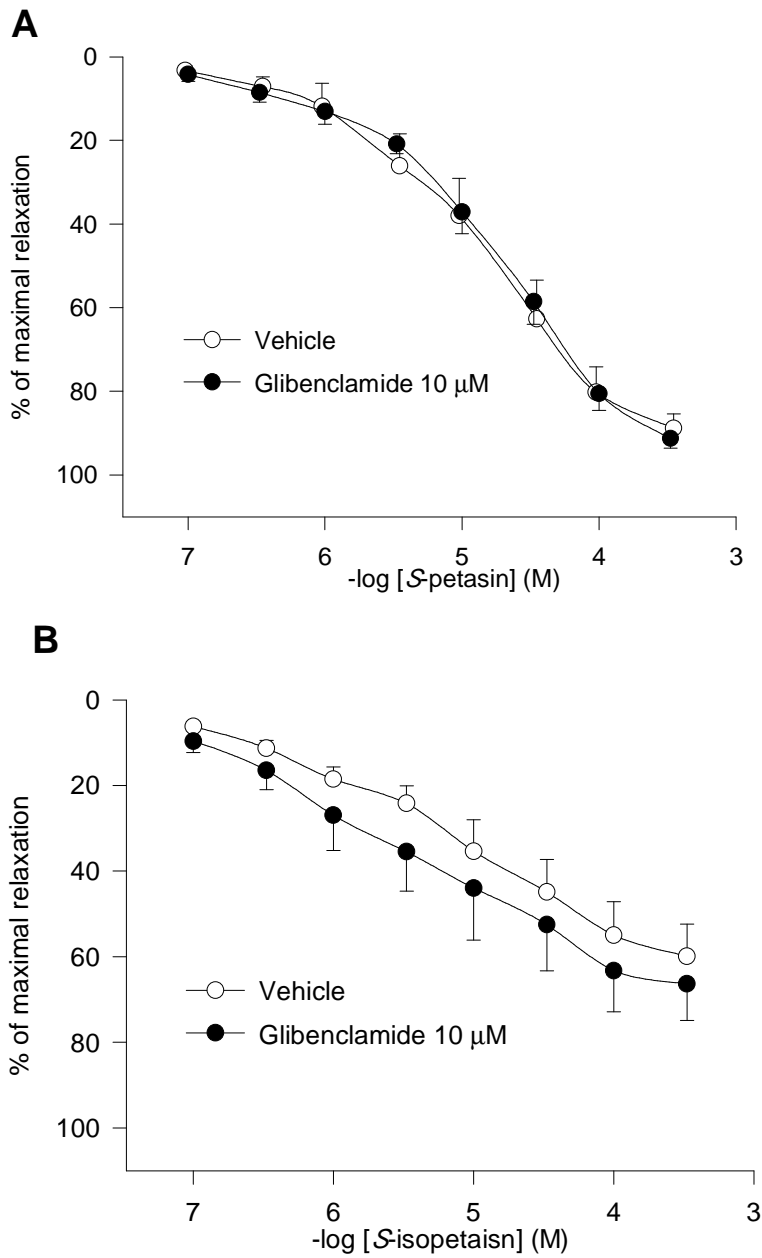 A
0
20
40
60
80
100
% of maximal relaxation
Vehicle
Glibenclamide 10 μM
7 6 5 4 3
-log [S-petasin] (M)
B
0
20
40
60
80
100
% of maximal relaxation
Vehicle
Glibenclamide 10 μM
7 6 5 4 3
-log [S-isopetaisn] (M)